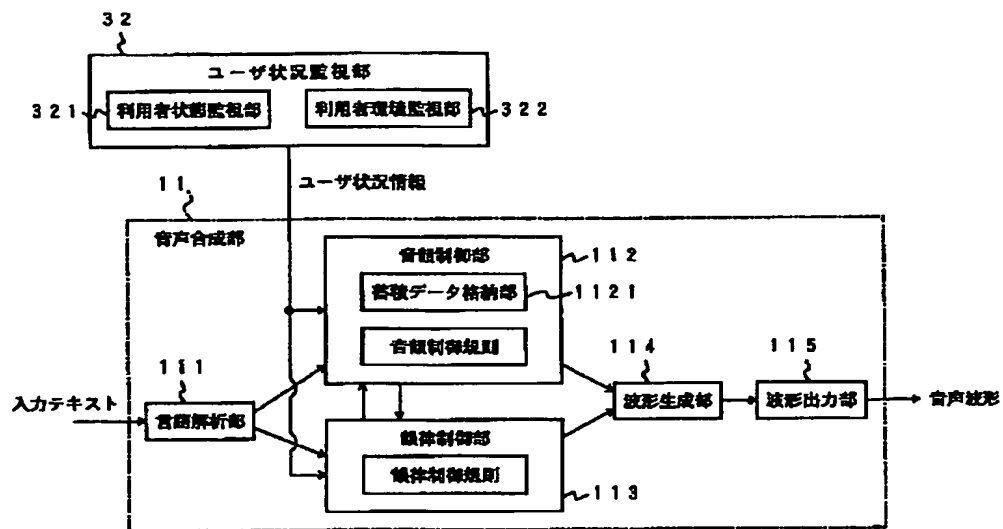 32
ユーザ状況監視部
321
利用者状態監視部
利用者環境監視部
322
ユーザ状況情報
11
音声合成部
音韻制御部
112
蓄積データ格納部
1121
音韻制御規則
111
114
115
入力テキスト
言語解析部
波形生成部
波形出力部
音声波形
韻律制御部
韻律制御規則
113